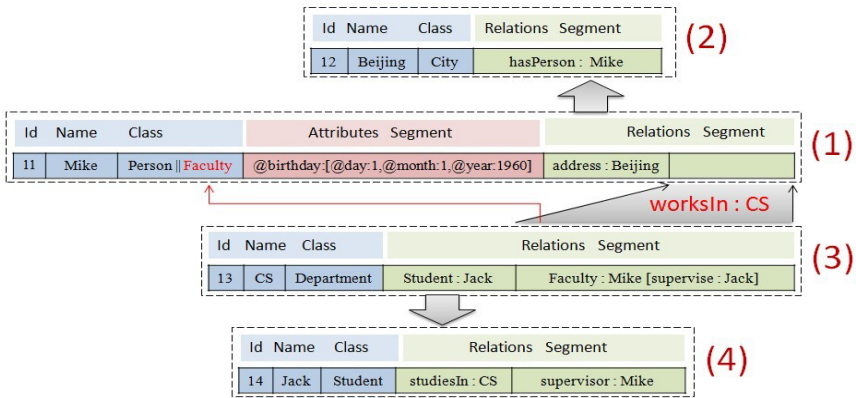 Id Name Class Relations Segment
12 Beijing City hasPerson : Mike
(2)
Id Name Class Attributes Segment Relations Segment
11 Mike Person || Faculty @birthday:[@day:1,@month:1,@year:1960] address : Beijing
(1)
worksIn : CS
Id Name Class Relations Segment
13 CS Department Student : Jack Faculty : Mike [supervise : Jack]
(3)
Id Name Class Relations Segment
14 Jack Student studiesIn : CS supervisor : Mike
(4)